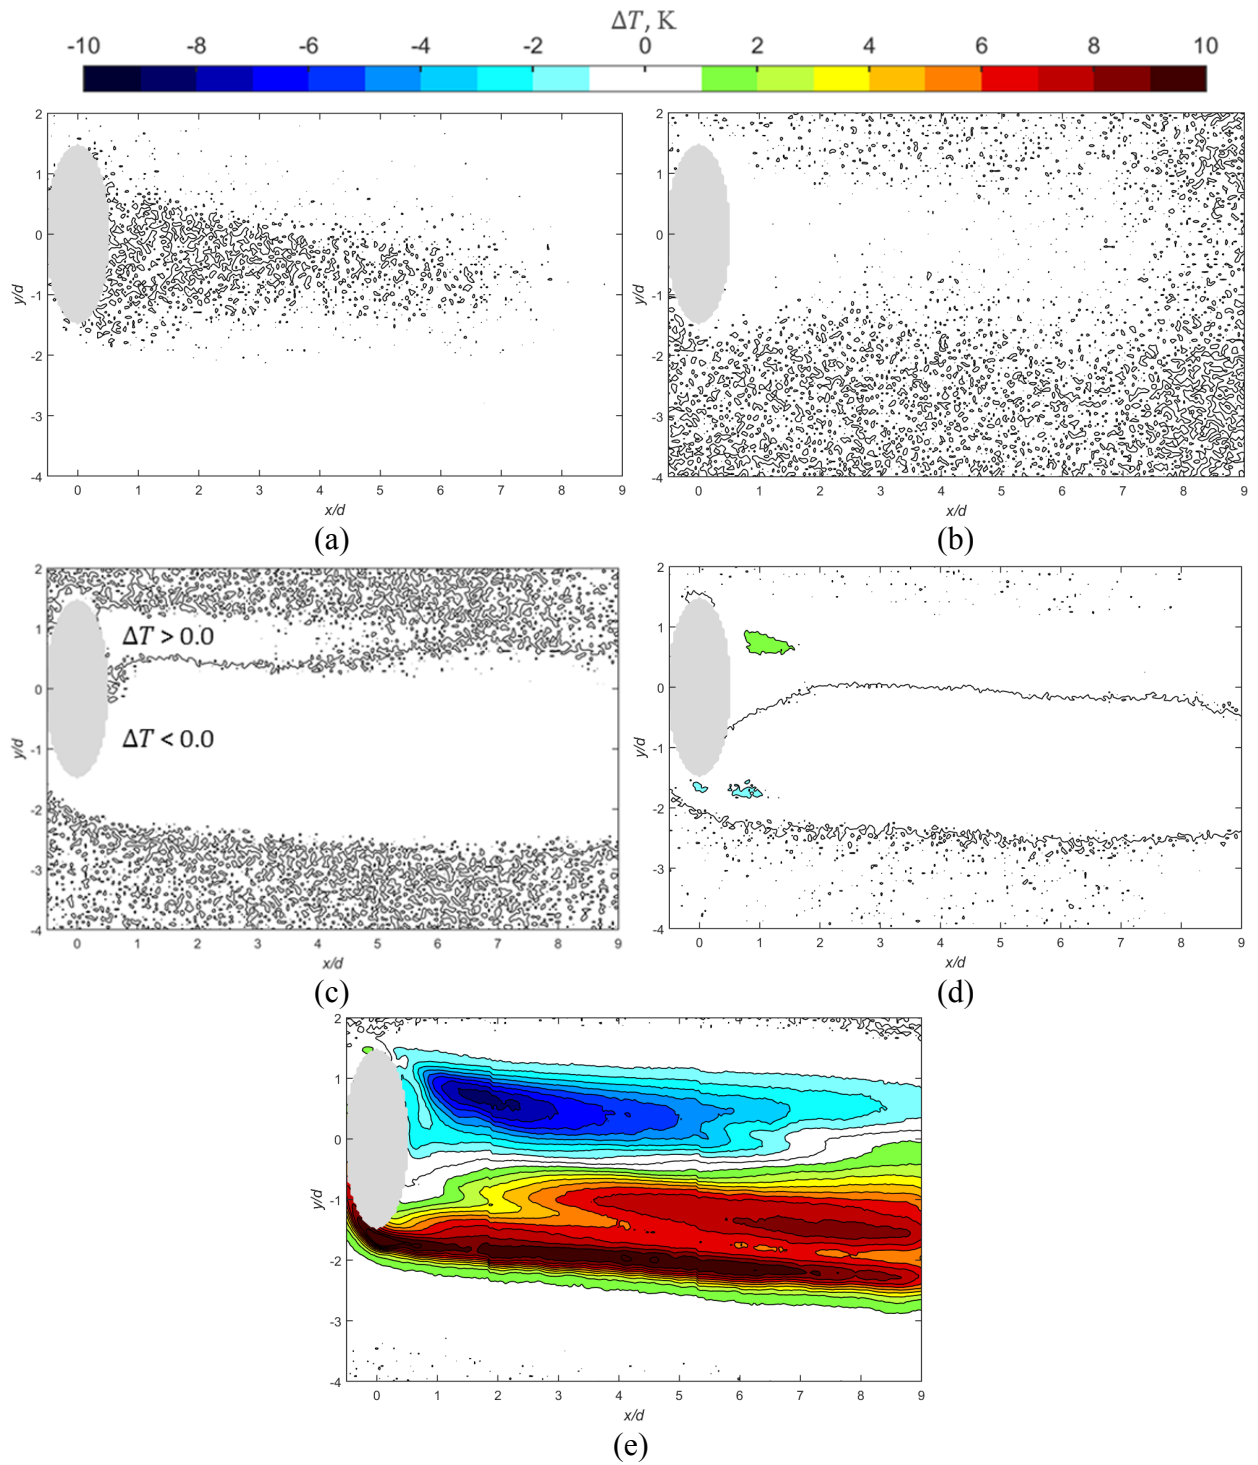 ΔT, K
-10 -8 -6 -4 -2 0 2 4 6 8 10
2 2
1 1
0 0
y/d y/d
-1 -1
-2 -2
-3 -3
-4 -4
0 1 2 3 4 5 6 7 8 9 0 1 2 3 4 5 6 7 8 9
x/d x/d
(a) (b)
2 2
1 ΔT > 0.0 1
0 0
y/d ΔT < 0.0 y/d
-1 -1
-2 -2
-3 -3
-4 -4
0 1 2 3 4 5 6 7 8 9 0 1 2 3 4 5 6 7 8 9
x/d x/d
(c) (d)
2
1
0
y/d
-1
-2
-3
-4
0 1 2 3 4 5 6 7 8 9
x/d
(e)